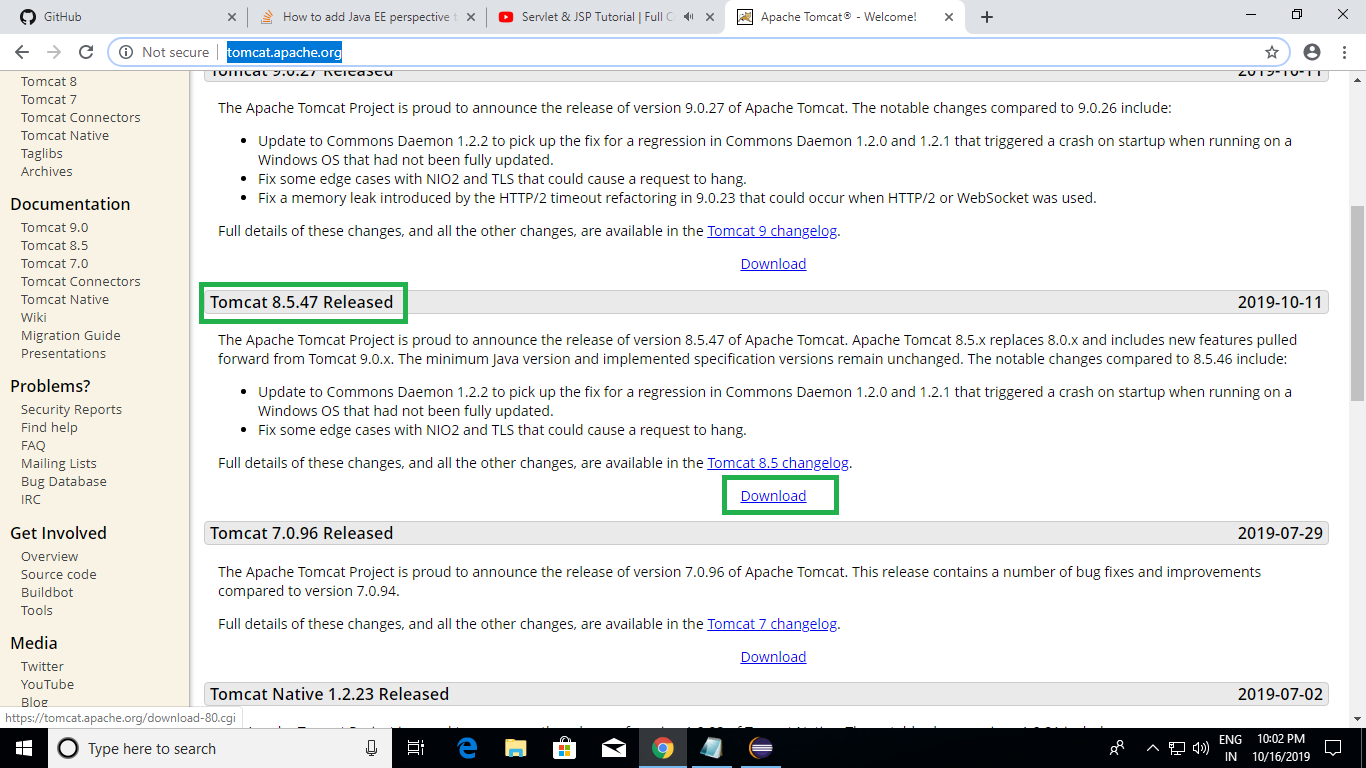 GitHub
How to add Java EE perspective t
Servlet & JSP Tutorial | Full C
Apache Tomcat® - Welcome!
Not secure
tomcat.apache.org
Tomcat 8
Tomcat 7
Tomcat Connectors
Tomcat Native
Taglibs
Archives
Documentation
Tomcat 9.0
Tomcat 8.5
Tomcat 7.0
Tomcat Connectors
Tomcat Native
Wiki
Migration Guide
Presentations
Problems?
Security Reports
Find help
FAQ
Mailing Lists
Bug Database
IRC
Get Involved
Overview
Source code
Buildbot
Tools
Media
Twitter
YouTube
Blog
https://tomcat.apache.org/download-80.cgi
Tomcat 9.0.27 Released 2019-10-11
The Apache Tomcat Project is proud to announce the release of version 9.0.27 of Apache Tomcat. The notable changes compared to 9.0.26 include:
• Update to Commons Daemon 1.2.2 to pick up the fix for a regression in Commons Daemon 1.2.0 and 1.2.1 that triggered a crash on startup when running on a
Windows OS that had not been fully updated.
• Fix some edge cases with NIO2 and TLS that could cause a request to hang.
• Fix a memory leak introduced by the HTTP/2 timeout refactoring in 9.0.23 that could occur when HTTP/2 or WebSocket was used.
Full details of these changes, and all the other changes, are available in the Tomcat 9 changelog.
Download
Tomcat 8.5.47 Released 2019-10-11
The Apache Tomcat Project is proud to announce the release of version 8.5.47 of Apache Tomcat. Apache Tomcat 8.5.x replaces 8.0.x and includes new features pulled
forward from Tomcat 9.0.x. The minimum Java version and implemented specification versions remain unchanged. The notable changes compared to 8.5.46 include:
• Update to Commons Daemon 1.2.2 to pick up the fix for a regression in Commons Daemon 1.2.0 and 1.2.1 that triggered a crash on startup when running on a
Windows OS that had not been fully updated.
• Fix some edge cases with NIO2 and TLS that could cause a request to hang.
Full details of these changes, and all the other changes, are available in the Tomcat 8.5 changelog.
Download
Tomcat 7.0.96 Released 2019-07-29
The Apache Tomcat Project is proud to announce the release of version 7.0.96 of Apache Tomcat. This release contains a number of bug fixes and improvements
compared to version 7.0.94.
Full details of these changes, and all the other changes, are available in the Tomcat 7 changelog.
Download
Tomcat Native 1.2.23 Released 2019-07-02
Type here to search
ENG
IN
10:02 PM
10/16/2019